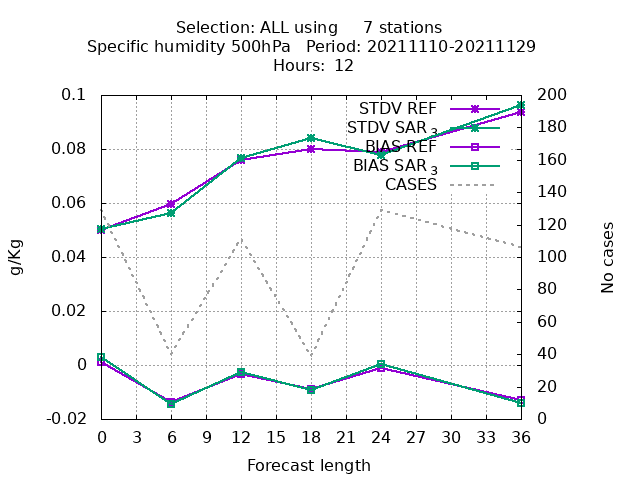 Selection: ALL using     7 stations
Specific humidity 500hPa   Period: 20211110-20211129
Hours: 12
0.1
0.08
0.06
0.04
0.02
0
-0.02
g/Kg
STDV REF
STDV SAR 3
BIAS REF
BIAS SAR 3
CASES
200
180
160
140
120
100
80
60
40
20
0
No cases
0 3 6 9 12 15 18 21 24 27 30 33 36
Forecast length